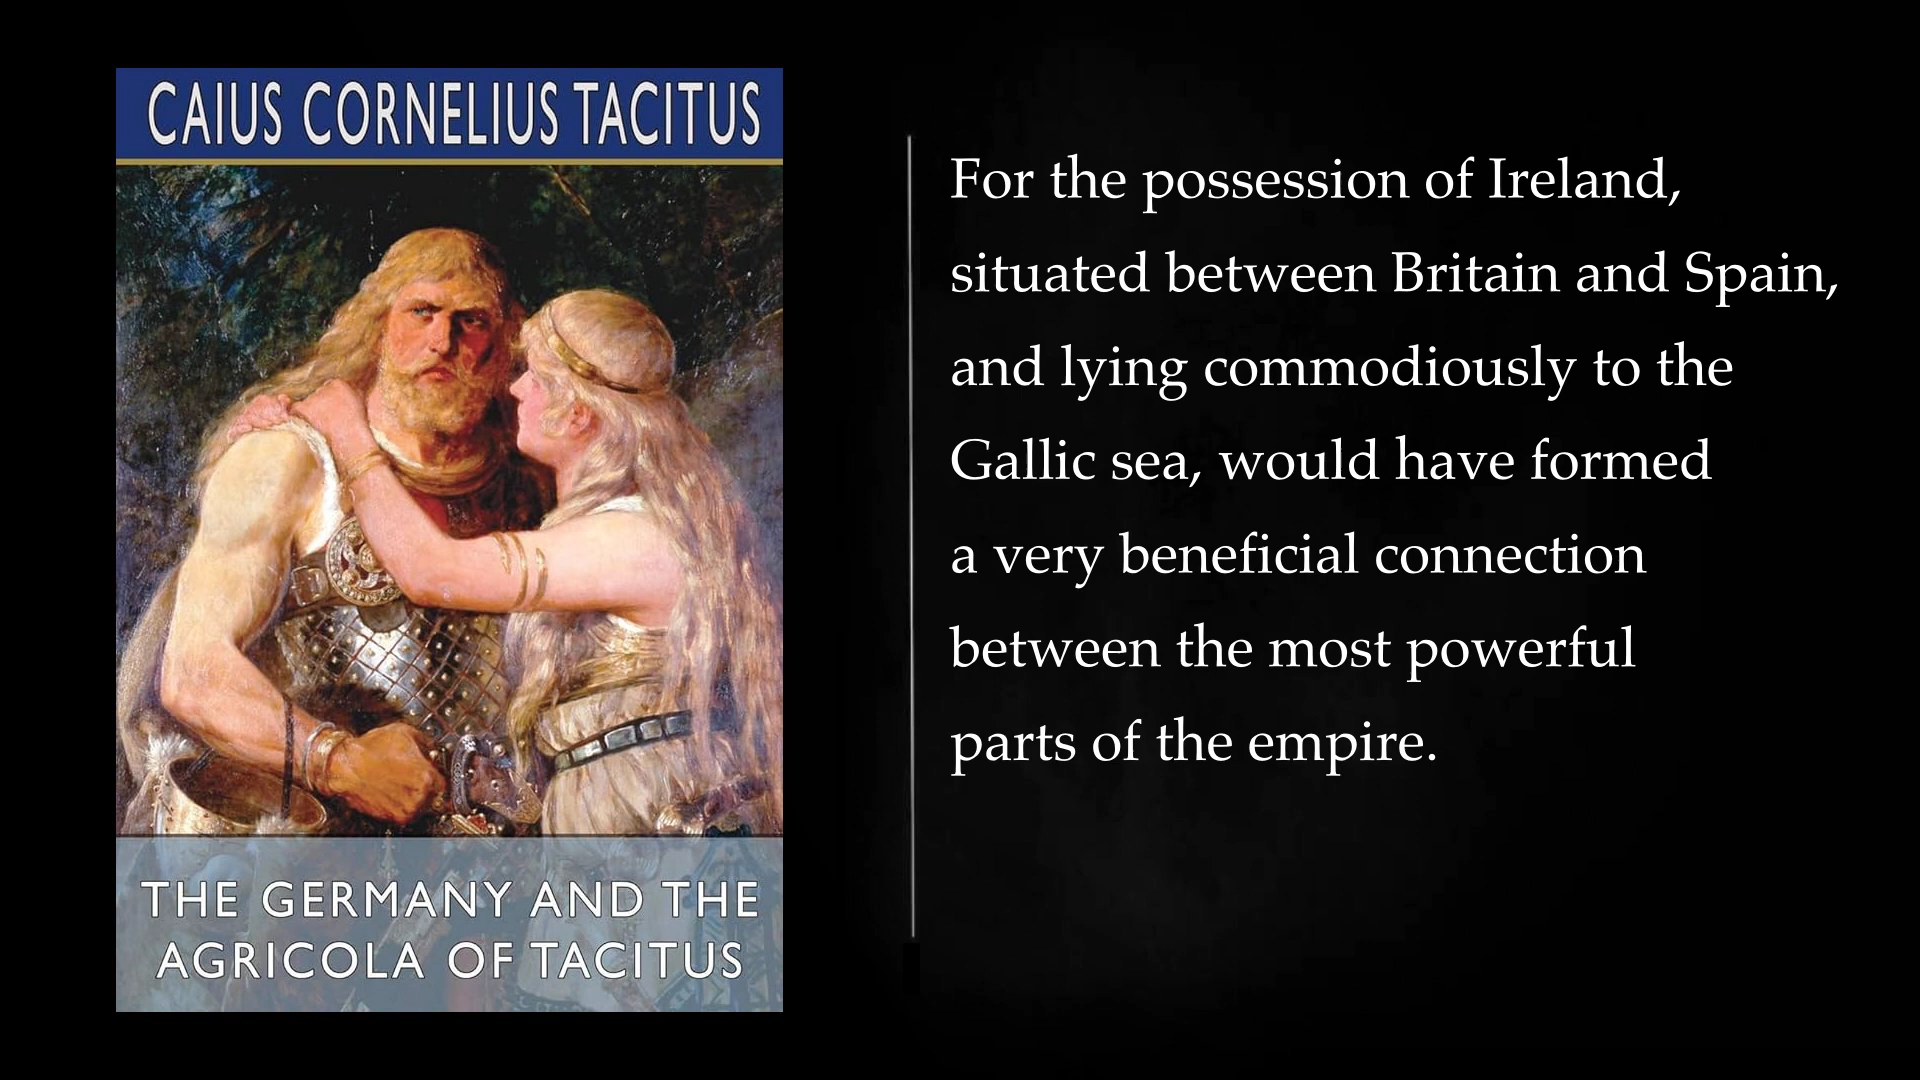 CAIUS CORNELIUS TACITUS
THE GERMANY AND THE
AGRICOLA OF TACITUS
For the possession of Ireland,
situated between Britain and Spain,
and lying commodiously to the
Gallic sea, would have formed
a very beneficial connection
between the most powerful
parts of the empire.